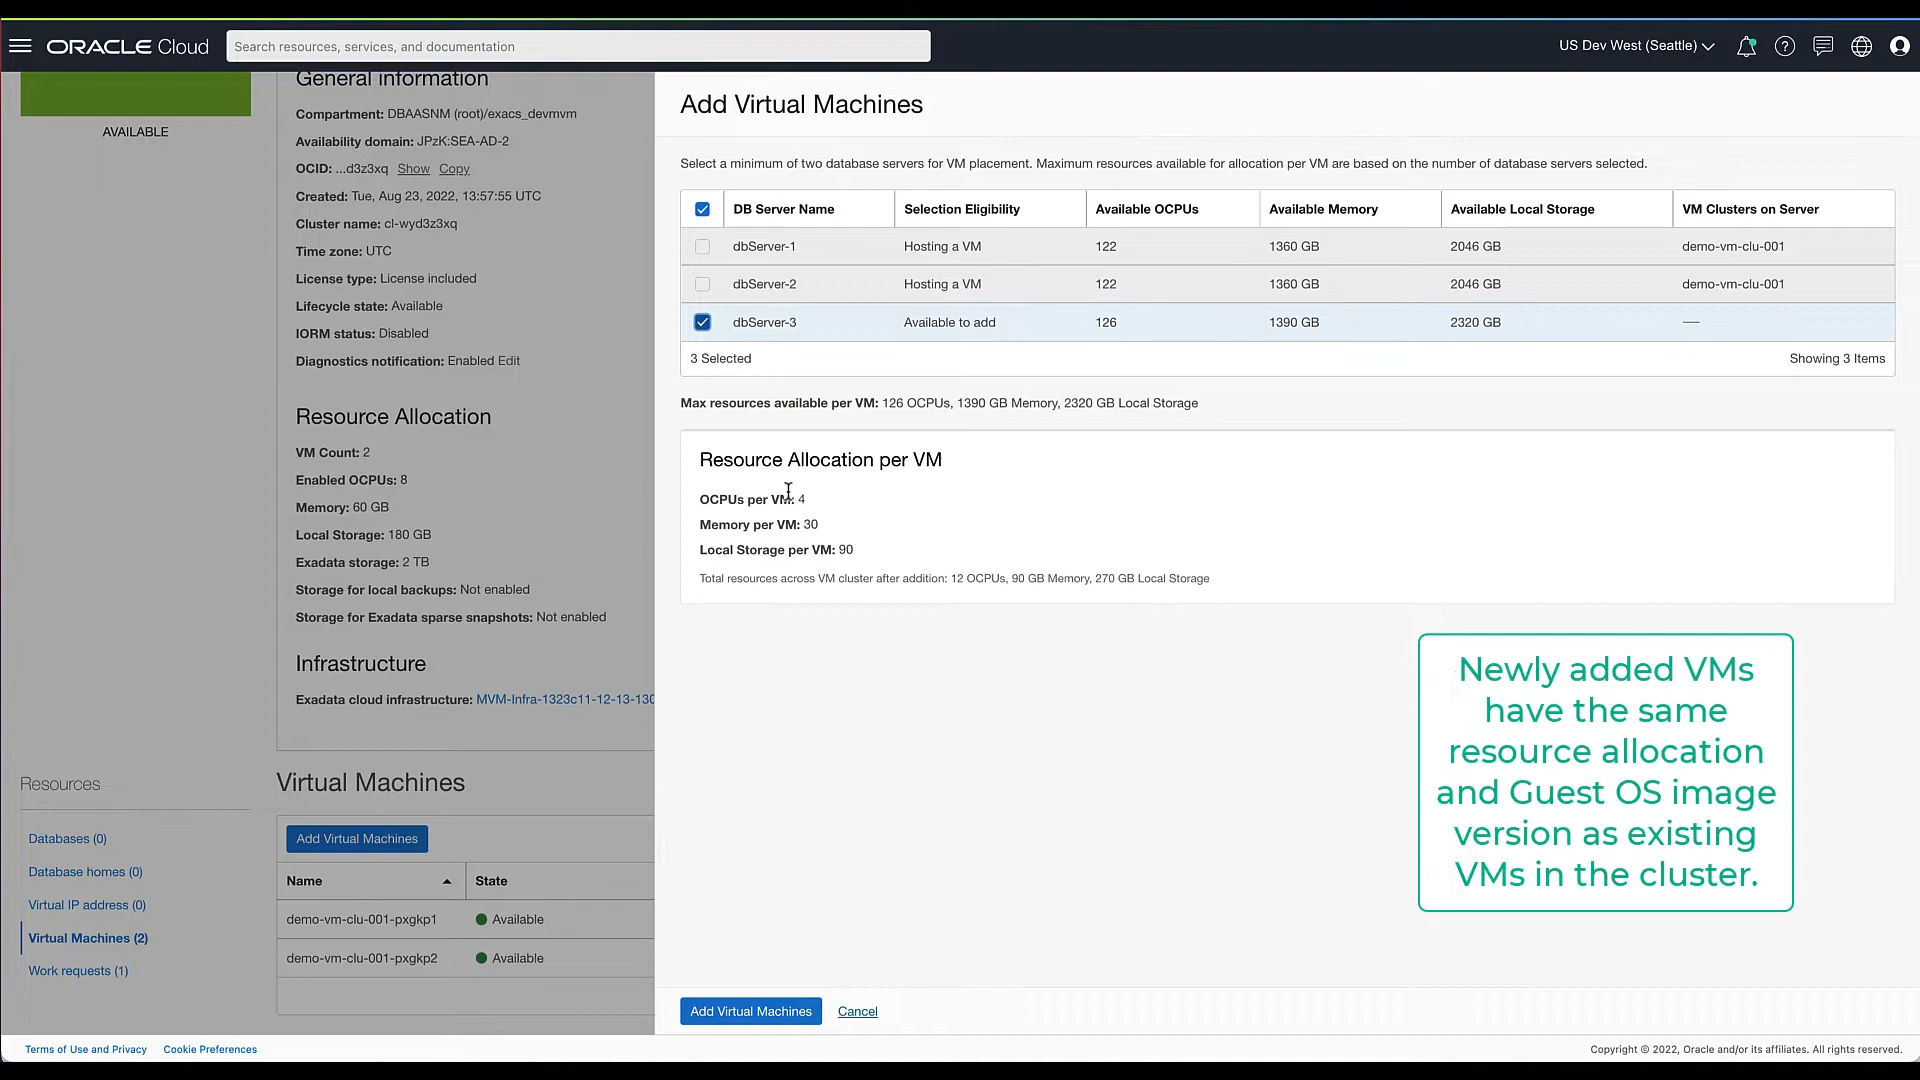 ORACLE Cloud
Search resources, services, and documentation
US Dev West (Seattle)
AVAILABLE
General information
Compartment: DBAASNM (root)/exacs_devmvm
Availability domain: JPzK:SEA-AD-2
OCID: ...d3z3xq Show Copy
Created: Tue, Aug 23, 2022, 13:57:55 UTC
Cluster name: cl-wyd3z3xq
Time zone: UTC
License type: License included
Lifecycle state: Available
IORM status: Disabled
Diagnostics notification: Enabled Edit
Resource Allocation
VM Count: 2
Enabled OCPUs: 8
Memory: 60 GB
Local Storage: 180 GB
Exadata storage: 2 TB
Storage for local backups: Not enabled
Storage for Exadata sparse snapshots: Not enabled
Infrastructure
Exadata cloud infrastructure: MVM-Infra-1323c11-12-13-130
Resources
Databases (0)
Database homes (0)
Virtual IP address (0)
Virtual Machines (2)
Work requests (1)
Virtual Machines
Add Virtual Machines
Name State
demo-vm-clu-001-pxgkp1 Available
demo-vm-clu-001-pxgkp2 Available
Add Virtual Machines
Select a minimum of two database servers for VM placement. Maximum resources available for allocation per VM are based on the number of database servers selected.
DB Server Name Selection Eligibility Available OCPUs Available Memory Available Local Storage VM Clusters on Server
dbServer-1 Hosting a VM 122 1360 GB 2046 GB demo-vm-clu-001
dbServer-2 Hosting a VM 122 1360 GB 2046 GB demo-vm-clu-001
dbServer-3 Available to add 126 1390 GB 2320 GB —
3 Selected Showing 3 Items
Max resources available per VM: 126 OCPUs, 1390 GB Memory, 2320 GB Local Storage
Resource Allocation per VM
OCPUs per VM: 4
Memory per VM: 30
Local Storage per VM: 90
Total resources across VM cluster after addition: 12 OCPUs, 90 GB Memory, 270 GB Local Storage
Newly added VMs
have the same
resource allocation
and Guest OS image
version as existing
VMs in the cluster.
Add Virtual Machines Cancel
Terms of Use and Privacy Cookie Preferences
Copyright © 2022, Oracle and/or its affiliates. All rights reserved.